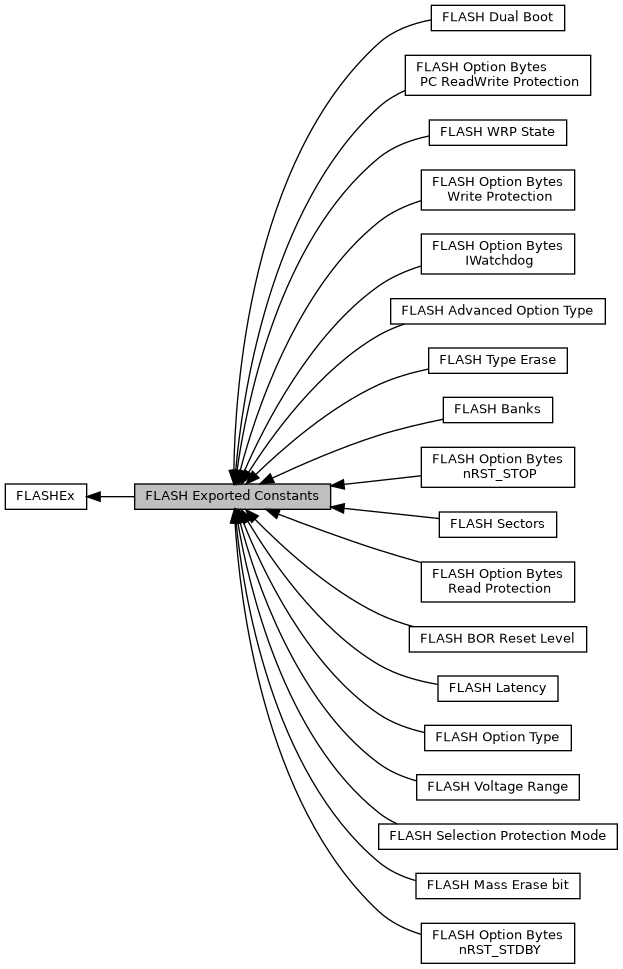 FLASH Dual Boot
FLASH Option Bytes
PC ReadWrite Protection
FLASH WRP State
FLASH Option Bytes
Write Protection
FLASH Option Bytes
IWatchdog
FLASH Advanced Option Type
FLASH Type Erase
FLASH Banks
FLASH Option Bytes
nRST_STOP
FLASHEx
FLASH Exported Constants
FLASH Sectors
FLASH Option Bytes
Read Protection
FLASH BOR Reset Level
FLASH Latency
FLASH Option Type
FLASH Voltage Range
FLASH Selection Protection Mode
FLASH Mass Erase bit
FLASH Option Bytes
nRST_STDBY